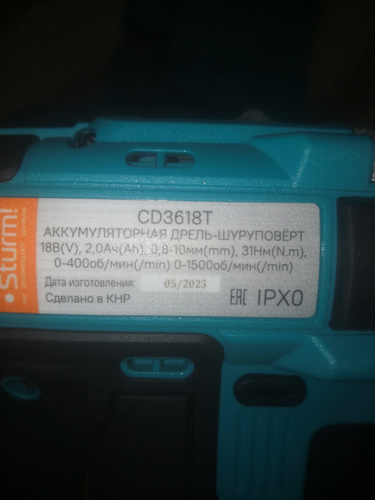 Sturm!
CD3618T
АККУМУЛЯТОРНАЯ ДРЕЛЬ-ШУРУПОВЁРТ
18В(V), 2,0Ач(Ah), 0,8-10мм(mm), 31Нм(N.m),
0-400об/мин(/min) 0-1500об/мин(/min)
Дата изготовления: 05/2023
Сделано в КНР
EAC IPX0